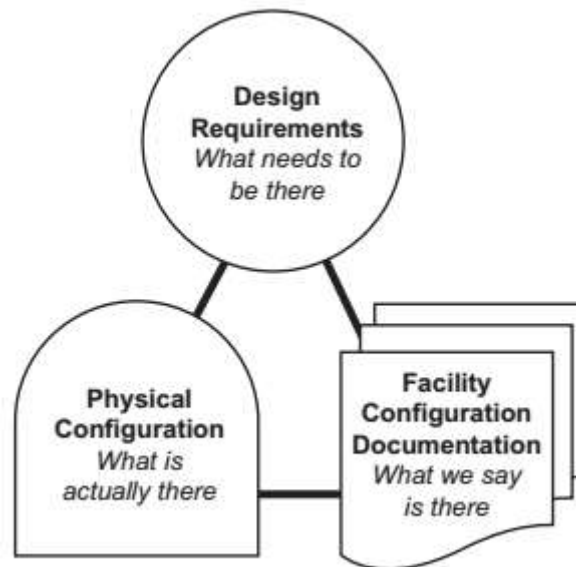 Design
Requirements
What needs to
be there
Physical
Configuration
What is
actually there
Facility
Configuration
Documentation
What we say
is there